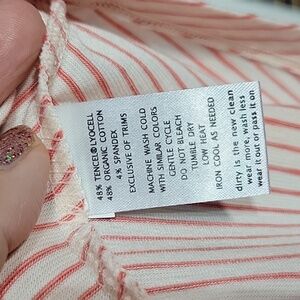 48% TENCEL® LYOCELL
48% ORGANIC COTTON
4% SPANDEX
EXCLUSIVE OF TRIMS
MACHINE WASH COLD
WITH SIMILAR COLORS
GENTLE CYCLE
DO NOT BLEACH
TUMBLE DRY
LOW HEAT
IRON COOL AS NEEDED
dirty is the new clean
wear more, wash less
wear it out or pass it on.